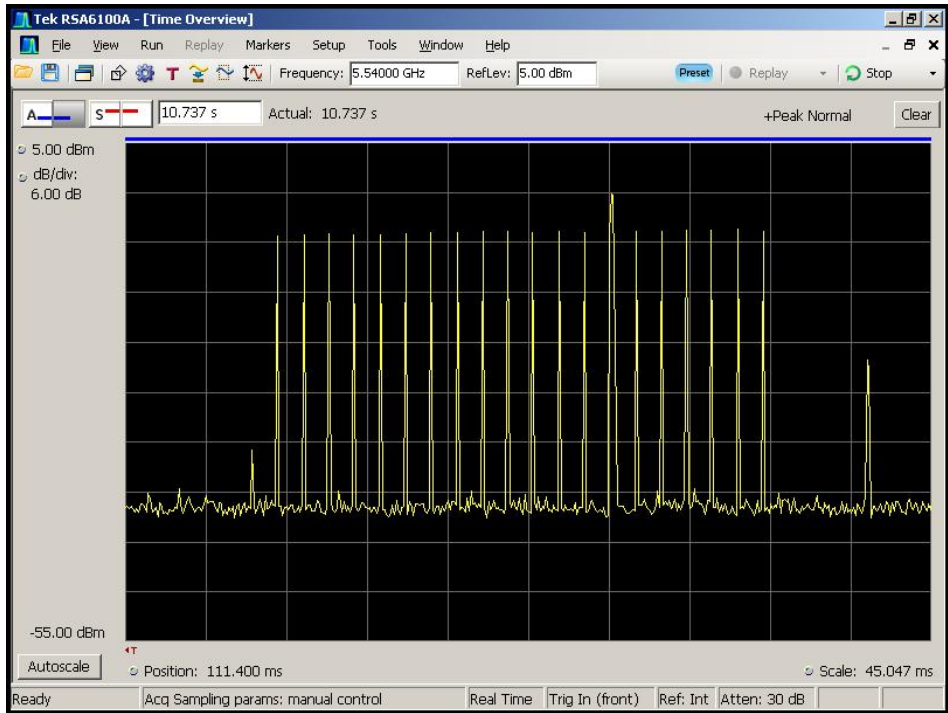 Tek RSA6100A - [Time Overview]
File View Run Replay Markers Setup Tools Window Help
T Frequency: 5.54000 GHz RefLev: 5.00 dBm Preset Replay Stop
A S 10.737 s Actual: 10.737 s +Peak Normal Clear
5.00 dBm
dB/div:
6.00 dB
-55.00 dBm
T
Autoscale Position: 111.400 ms Scale: 45.047 ms
Ready Acq Sampling params: manual control Real Time Trig In (front) Ref: Int Atten: 30 dB